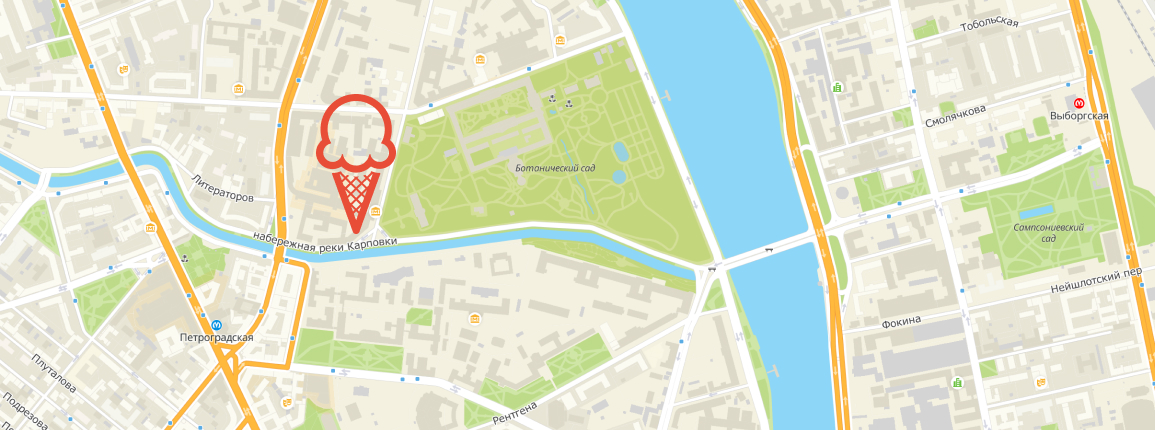 Тобольская
Смолячкова
Выборгская
Ботанический сад
Литераторов
Сампсониевский
сад
набережная реки Карповки
Нейшлотский пер
Фокина
Петроградская
Плуталова
Подрезова
Рентгена